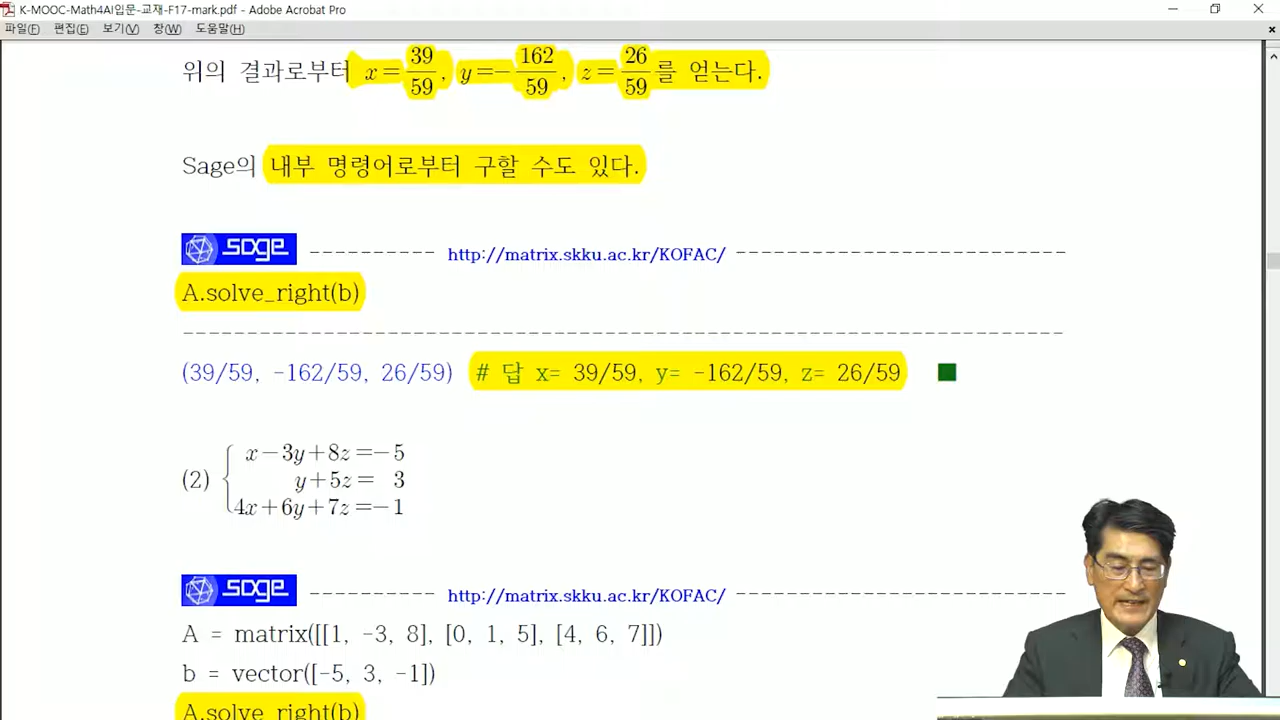 K-MOOC-Math4AI입문-교재-F17-mark.pdf - Adobe Acrobat Pro
파일(F) 편집(E) 보기(V) 창(W) 도움말(H)
위의 결과로부터 x=39/59, y=-162/59, z=26/59를 얻는다.
Sage의 내부 명령어로부터 구할 수도 있다.
sage ---------- http://matrix.skku.ac.kr/KOFAC/ --------------------------
A.solve_right(b)
(39/59, -162/59, 26/59) # 답 x= 39/59, y= -162/59, z= 26/59 ■
x-3y+8z=-5
(2) y+5z= 3
4x+6y+7z=-1
sage ---------- http://matrix.skku.ac.kr/KOFAC/ --------------------------
A = matrix([[1, -3, 8], [0, 1, 5], [4, 6, 7]])
b = vector([-5, 3, -1])
A.solve_right(b)